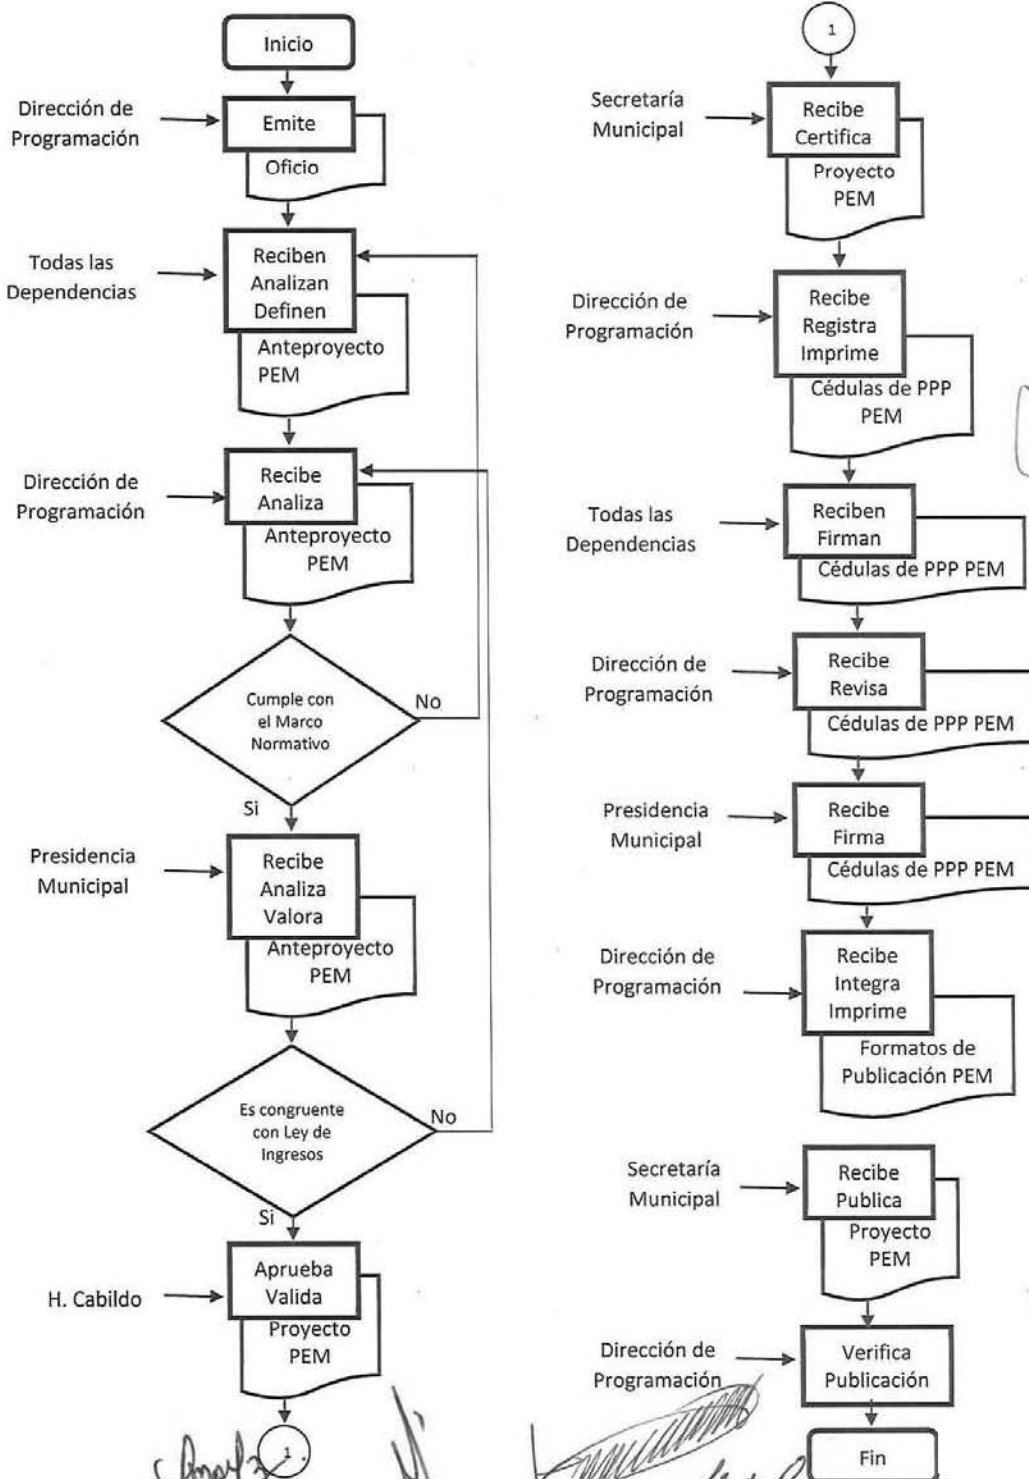 Inicio
Dirección de
Programación
Emite
Oficio
Todas las
Dependencias
Reciben
Analizan
Definen
Anteproyecto
PEM
Dirección de
Programación
Recibe
Analiza
Anteproyecto
PEM
Cumple con
el Marco
Normativo
No
Si
Presidencia
Municipal
Recibe
Analiza
Valora
Anteproyecto
PEM
Es congruente
con Ley de
Ingresos
No
Si
H. Cabildo
Aprueba
Valida
Proyecto
PEM
1
1
Secretaría
Municipal
Recibe
Certifica
Proyecto
PEM
Dirección de
Programación
Recibe
Registra
Imprime
Cédulas de PPP
PEM
Todas las
Dependencias
Reciben
Firman
Cédulas de PPP PEM
Dirección de
Programación
Recibe
Revisa
Cédulas de PPP PEM
Presidencia
Municipal
Recibe
Firma
Cédulas de PPP PEM
Dirección de
Programación
Recibe
Integra
Imprime
Formatos de
Publicación PEM
Secretaría
Municipal
Recibe
Publica
Proyecto
PEM
Dirección de
Programación
Verifica
Publicación
Fin